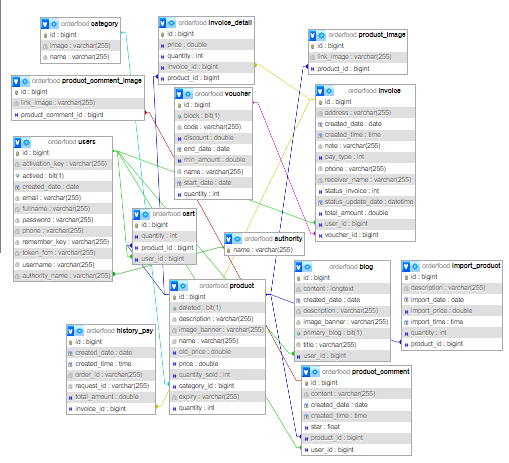 orderfood category
id : bigint
image : varchar(255)
name : varchar(255)
orderfood invoice_detail
id : bigint
price : double
quantity : int
invoice_id : bigint
product_id : bigint
orderfood product_image
id : bigint
link_image : varchar(255)
product_id : bigint
orderfood product_comment_image
id : bigint
link_image : varchar(255)
product_comment_id : bigint
orderfood voucher
id : bigint
block : bit(1)
code : varchar(255)
discount : double
end_date : date
min_amount : double
name : varchar(255)
start_date : date
quantity : int
orderfood invoice
id : bigint
address : varchar(255)
created_date : date
created_time : time
note : varchar(255)
pay_type : int
phone : varchar(255)
receiver_name : varchar(255)
status_invoice : int
status_update_date : datetime
total_amount : double
user_id : bigint
voucher_id : bigint
orderfood users
id : bigint
activation_key : varchar(255)
actived : bit(1)
created_date : date
email : varchar(255)
fullname : varchar(255)
password : varchar(255)
phone : varchar(255)
remember_key : varchar(255)
token_fcm : varchar(255)
username : varchar(255)
authority_name : varchar(255)
orderfood cart
id : bigint
quantity : int
product_id : bigint
user_id : bigint
orderfood authority
name : varchar(255)
orderfood product
id : bigint
deleted : bit(1)
description : varchar(255)
image_banner : varchar(255)
name : varchar(255)
old_price : double
price : double
quantity_sold : int
category_id : bigint
expiry : varchar(255)
quantity : int
orderfood blog
id : bigint
content : longtext
created_date : date
description : varchar(255)
image_banner : varchar(255)
primary_blog : bit(1)
title : varchar(255)
user_id : bigint
orderfood import_product
id : bigint
description : varchar(255)
import_date : date
import_price : double
import_time : time
quantity : int
product_id : bigint
orderfood history_pay
id : bigint
created_date : date
created_time : time
order_id : varchar(255)
request_id : varchar(255)
total_amount : double
invoice_id : bigint
orderfood product_comment
id : bigint
content : varchar(255)
created_date : date
created_time : time
star : float
product_id : bigint
user_id : bigint